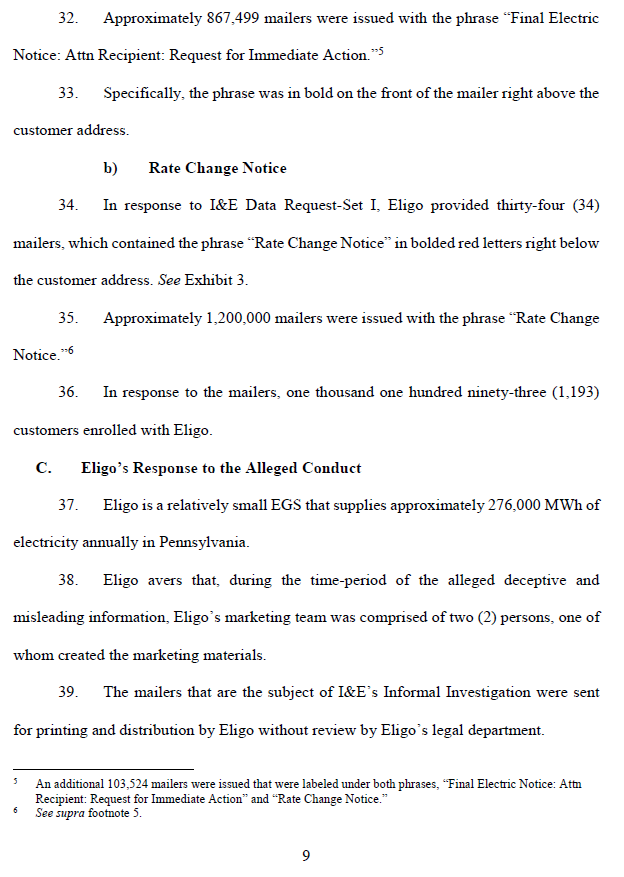 32. Approximately 867,499 mailers were issued with the phrase “Final Electric
Notice: Attn Recipient: Request for Immediate Action.”5
33. Specifically, the phrase was in bold on the front of the mailer right above the
customer address.
b) Rate Change Notice
34. In response to I&E Data Request-Set I, Eligo provided thirty-four (34)
mailers, which contained the phrase “Rate Change Notice” in bolded red letters right below
the customer address. See Exhibit 3.
35. Approximately 1,200,000 mailers were issued with the phrase “Rate Change
Notice.”6
36. In response to the mailers, one thousand one hundred ninety-three (1,193)
customers enrolled with Eligo.
C. Eligo’s Response to the Alleged Conduct
37. Eligo is a relatively small EGS that supplies approximately 276,000 MWh of
electricity annually in Pennsylvania.
38. Eligo avers that, during the time-period of the alleged deceptive and
misleading information, Eligo’s marketing team was comprised of two (2) persons, one of
whom created the marketing materials.
39. The mailers that are the subject of I&E’s Informal Investigation were sent
for printing and distribution by Eligo without review by Eligo’s legal department.
5 An additional 103,524 mailers were issued that were labeled under both phrases, “Final Electric Notice: Attn
Recipient: Request for Immediate Action” and “Rate Change Notice.”
6 See supra footnote 5.
9